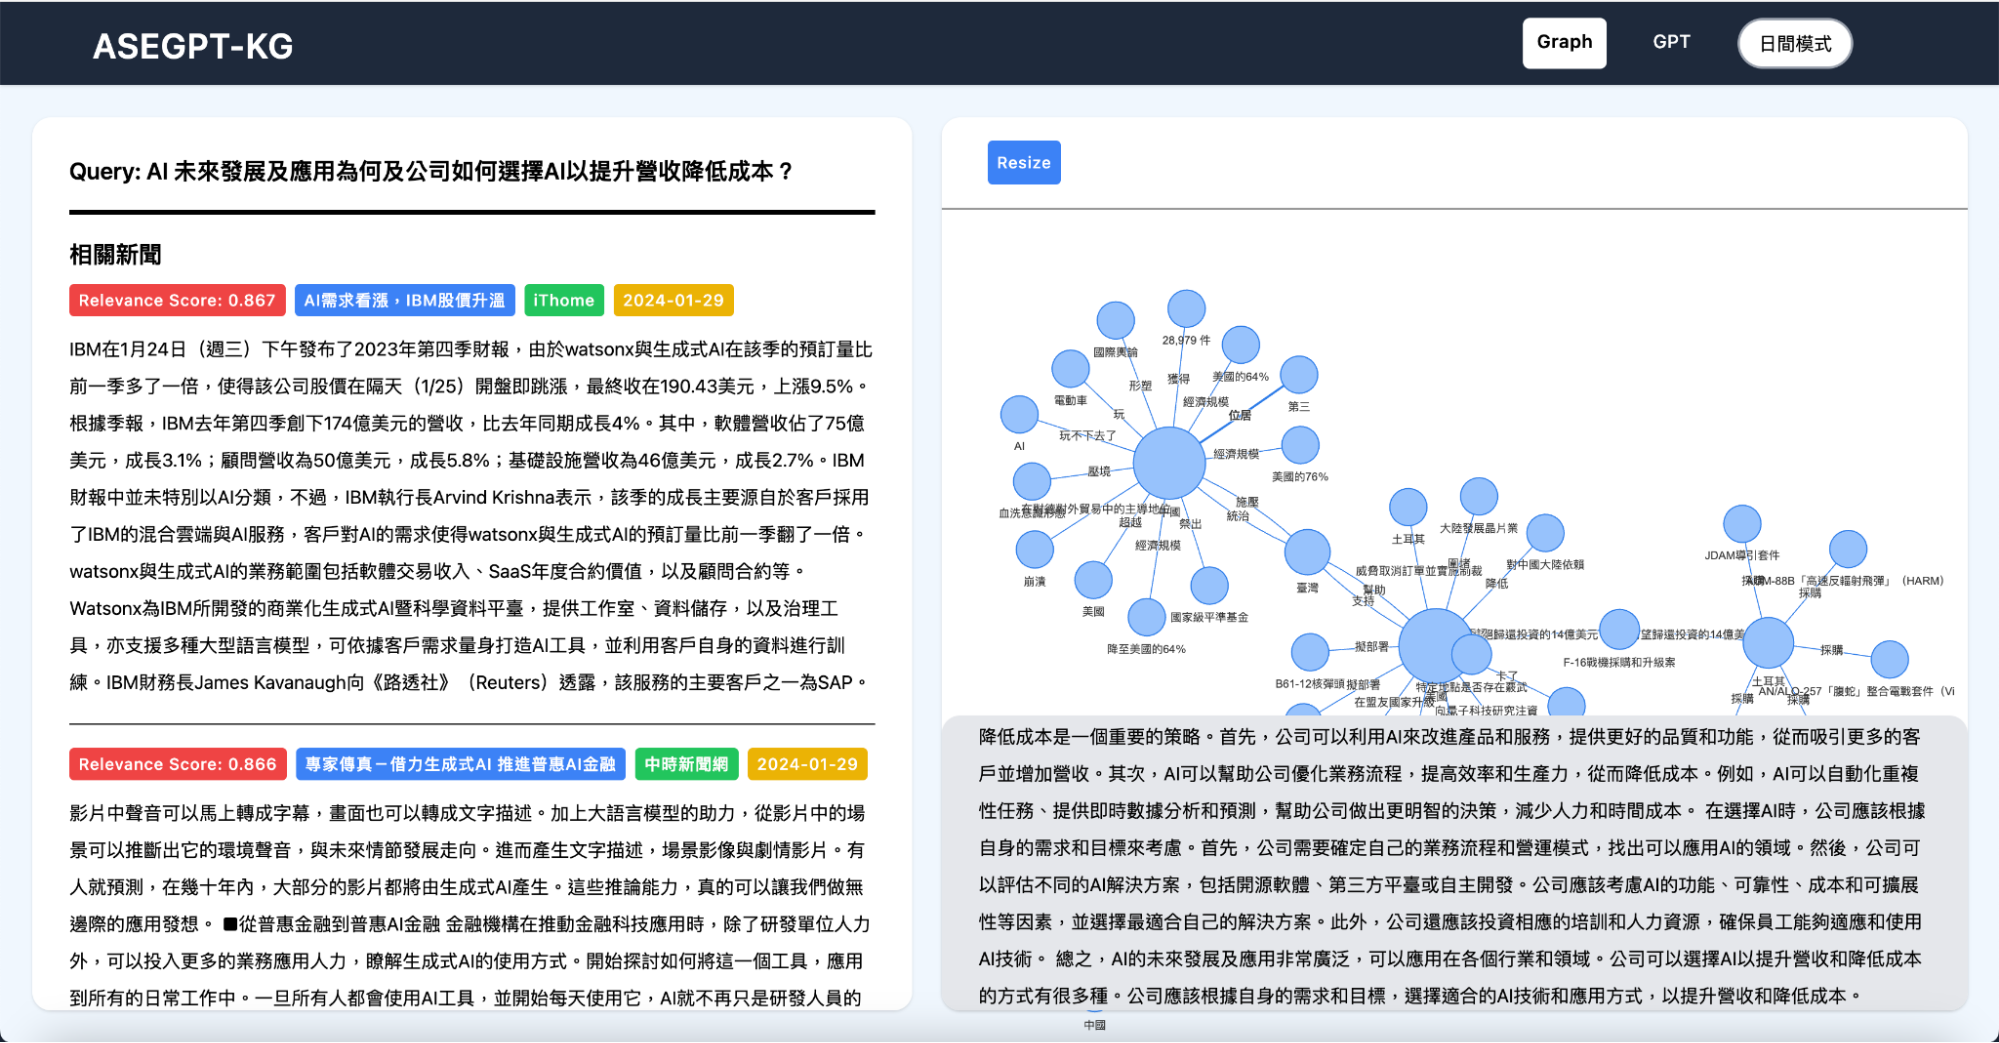 ASEGPT-KG
Graph
GPT
日間模式
Query: AI 未來發展及應用為何及公司如何選擇AI以提升營收降低成本？
相關新聞
Relevance Score: 0.867
AI需求看漲，IBM股價升溫
iThome
2024-01-29
IBM在1月24日（週三）下午發布了2023年第四季財報，由於watsonx與生成式AI在該季的預訂量比
前一季多了一倍，使得該公司股價在隔天（1/25）開盤即跳漲，最終收在190.43美元，上漲9.5%。
根據季報，IBM去年第四季創下174億美元的營收，比去年同期成長4%。其中，軟體營收佔了75億
美元，成長3.1%；顧問營收為50億美元，成長5.8%；基礎設施營收為46億美元，成長2.7%。IBM
財報中並未特別以AI分類，不過，IBM執行長Arvind Krishna表示，該季的成長主要源自於客戶採用
了IBM的混合雲端與AI服務，客戶對AI的需求使得watsonx與生成式AI的預訂量比前一季翻了一倍。
watsonx與生成式AI的業務範圍包括軟體交易收入、SaaS年度合約價值，以及顧問合約等。
Watsonx為IBM所開發的商業化生成式AI暨科學資料平臺，提供工作室、資料儲存，以及治理工
具，亦支援多種大型語言模型，可依據客戶需求量身打造AI工具，並利用客戶自身的資料進行訓
練。IBM財務長James Kavanaugh向《路透社》（Reuters）透露，該服務的主要客戶之一為SAP。
Relevance Score: 0.866
專家傳真－借力生成式AI 推進普惠AI金融
中時新聞網
2024-01-29
影片中聲音可以馬上轉成字幕，畫面也可以轉成文字描述。加上大語言模型的助力，從影片中的場
景可以推斷出它的環境聲音，與未來情節發展走向。進而產生文字描述，場景影像與劇情影片。有
人就預測，在幾十年內，大部分的影片都將由生成式AI產生。這些推論能力，真的可以讓我們做無
邊際的應用發想。 ■從普惠金融到普惠AI金融 金融機構在推動金融科技應用時，除了研發單位人力
外，可以投入更多的業務應用人力，瞭解生成式AI的使用方式。開始探討如何將這一個工具，應用
到所有的日常工作中。一旦所有人都會使用AI工具，並開始每天使用它，AI就不再只是研發人員的
Resize
28,979 件
國際輿論
美國的64%
形塑
獲得
電動車
經濟規模
第三
玩
位居
玩不下去了
AI
經濟規模
壓境
美國的76%
施壓
血洗意識形態
在對德對外貿易中的主導地位
中國
統治
超越
祭出
大陸發展晶片業
土耳其
經濟規模
JDAM導引套件
圍堵
對中國大陸依賴
威脅取消訂單並實施制裁
崩潰
降低
採購
AGM-88B「高速反輻射飛彈」（HARM）
臺灣
幫助
支持
採購
美國
國家級平準基金
希望歸還投資的14億美元
降至美國的64%
擬部署
F-16戰機採購和升級案
採購
B61-12核彈頭
擬部署
特定地點是否存在核武
卡了
土耳其
AN/ALQ-257「腹蛇」整合電戰套件（Vi
美國
在盟友國家升級
採購
採購
向量子科技研究注資
降低成本是一個重要的策略。首先，公司可以利用AI來改進產品和服務，提供更好的品質和功能，從而吸引更多的客
戶並增加營收。其次，AI可以幫助公司優化業務流程，提高效率和生產力，從而降低成本。例如，AI可以自動化重複
性任務、提供即時數據分析和預測，幫助公司做出更明智的決策，減少人力和時間成本。 在選擇AI時，公司應該根據
自身的需求和目標來考慮。首先，公司需要確定自己的業務流程和營運模式，找出可以應用AI的領域。然後，公司可
以評估不同的AI解決方案，包括開源軟體、第三方平臺或自主開發。公司應該考慮AI的功能、可靠性、成本和可擴展
性等因素，並選擇最適合自己的解決方案。此外，公司還應該投資相應的培訓和人力資源，確保員工能夠適應和使用
AI技術。 總之，AI的未來發展及應用非常廣泛，可以應用在各個行業和領域。公司可以選擇AI以提升營收和降低成本
的方式有很多種。公司應該根據自身的需求和目標，選擇適合的AI技術和應用方式，以提升營收和降低成本。
中國